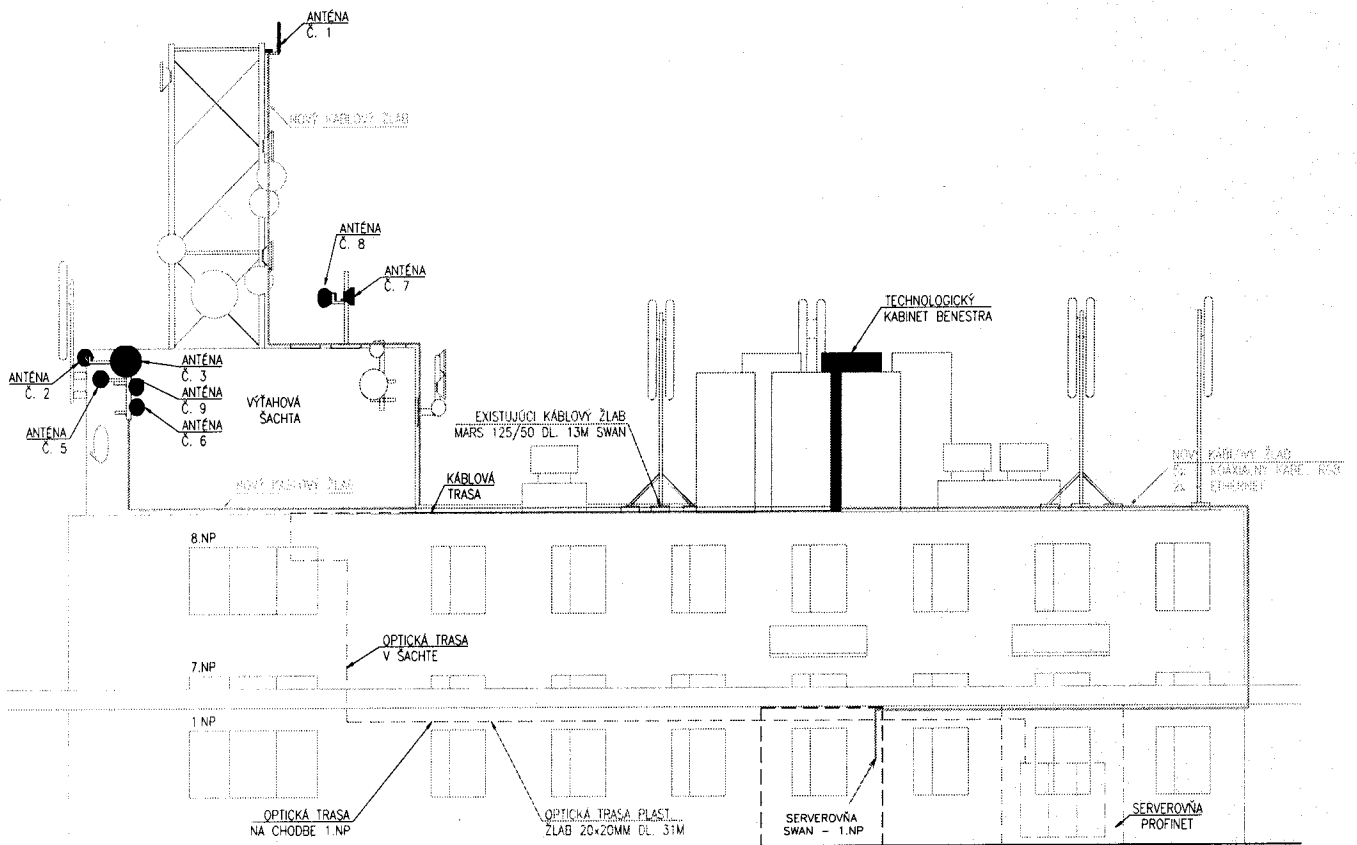 ANTÉNA
Č. 1
NOVÝ KÁBLOVÝ ŽĽAB
ANTÉNA
Č. 8
ANTÉNA
Č. 7
TECHNOLOGICKÝ
KABINET BENESTRA
ANTÉNA
Č. 2
ANTÉNA
Č. 3
ANTÉNA
Č. 9
ANTÉNA
Č. 6
ANTÉNA
Č. 5
VÝŤAHOVÁ
ŠACHTA
EXISTUJÚCI KÁBLOVÝ ŽLAB
MARS 125/50 DL. 13M SWAN
NOVÝ KÁBLOVÝ ŽLAB
KÁBLOVÁ
TRASA
NOVÝ KÁBLOVÝ ŽLAB
KOAXIÁLNY
ETHERNET
8.NP
OPTICKÁ TRASA
V ŠACHTE
7.NP
1.NP
OPTICKÁ TRASA
NA CHODBE 1.NP
OPTICKÁ TRASA PLAST.
ŽLAB 20x20MM DL. 31M
SERVEROVŇA
SWAN - 1.NP
SERVEROVŇA
PROFINET